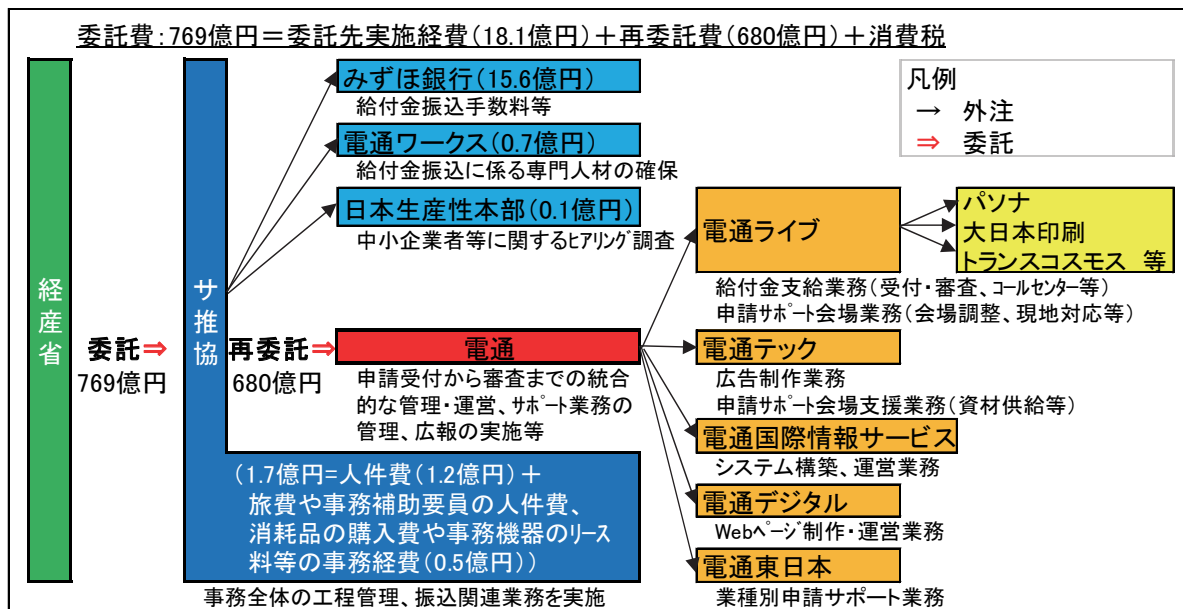 委託費：769億円＝委託先実施経費（18.1億円）＋再委託費（680億円）＋消費税
凡例
→ 外注
⇒ 委託
経産省
委託⇒
769億円
サ推協
みずほ銀行（15.6億円）
給付金振込手数料等
電通ワークス（0.7億円）
給付金振込に係る専門人材の確保
日本生産性本部（0.1億円）
中小企業者等に関するﾋｱﾘﾝｸﾞ調査
再委託⇒
680億円
電通
申請受付から審査までの統合
的な管理・運営、ｻﾎﾟｰﾄ業務の
管理、広報の実施等
（1.7億円=人件費（1.2億円）＋
旅費や事務補助要員の人件費、
消耗品の購入費や事務機器のﾘｰｽ
料等の事務経費（0.5億円））
事務全体の工程管理、振込関連業務を実施
電通ライブ
給付金支給業務（受付・審査、ｺｰﾙｾﾝﾀｰ等）
申請ｻﾎﾟｰﾄ会場業務（会場調整、現地対応等）
パソナ
大日本印刷
トランスコスモス 等
電通テック
広告制作業務
申請ｻﾎﾟｰﾄ会場支援業務（資材供給等）
電通国際情報サービス
システム構築、運営業務
電通デジタル
Webﾍﾟｰｼﾞ制作・運営業務
電通東日本
業種別申請サポート業務